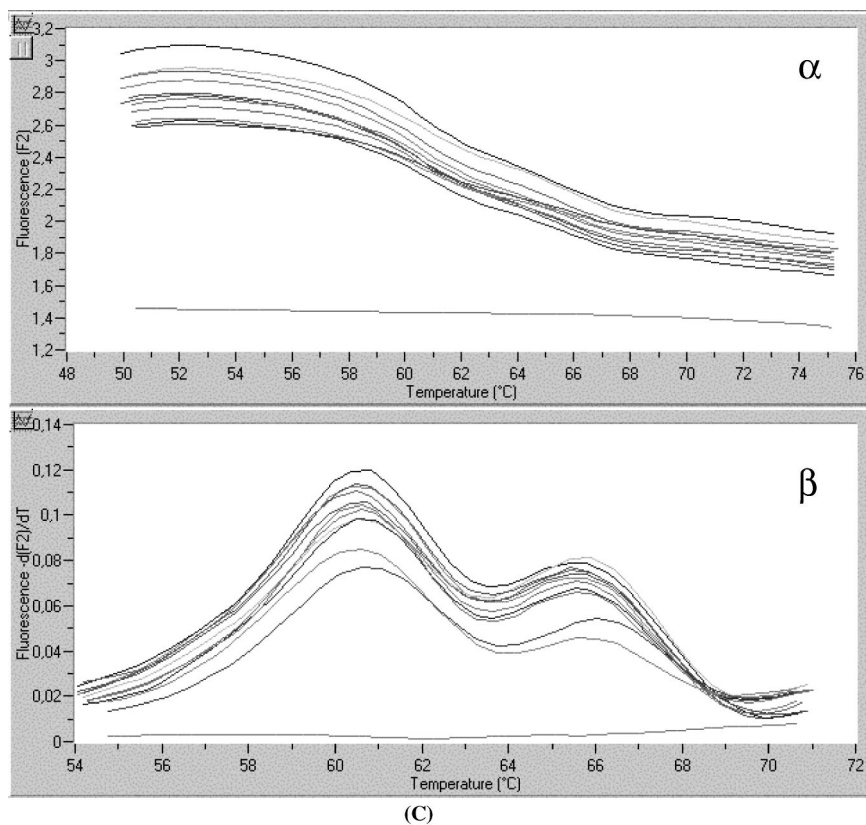 3,2
3
2,8
2,6
2,4
2,2
2
1,8
1,6
1,4
1,2
Fluorescence (F2)
α
48 50 52 54 56 58 60 62 64 66 68 70 72 74 76
Temperature (°C)
0,14
0,12
0,1
0,08
0,06
0,04
0,02
0
Fluorescence -d(F2)/dT
β
54 56 58 60 62 64 66 68 70 72
Temperature (°C)
(C)